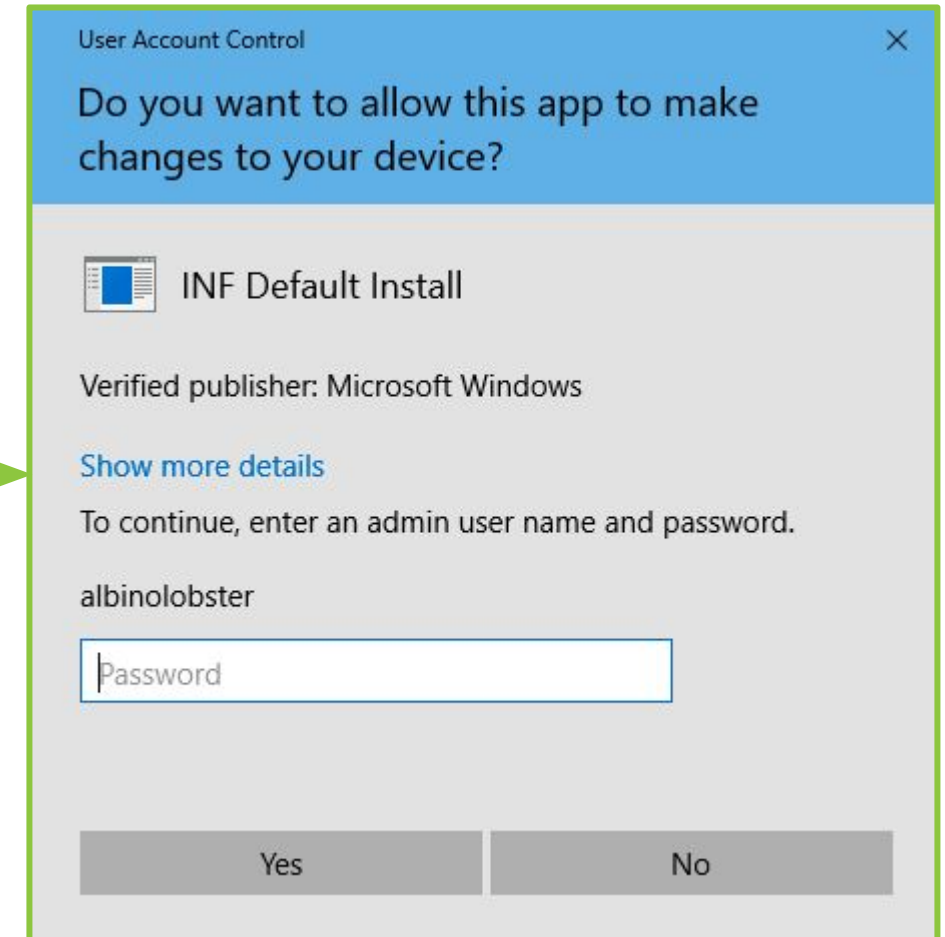 User Account Control
Do you want to allow this app to make
changes to your device?
INF Default Install
Verified publisher: Microsoft Windows
Show more details
To continue, enter an admin user name and password.
albinolobster
Password
Yes
No